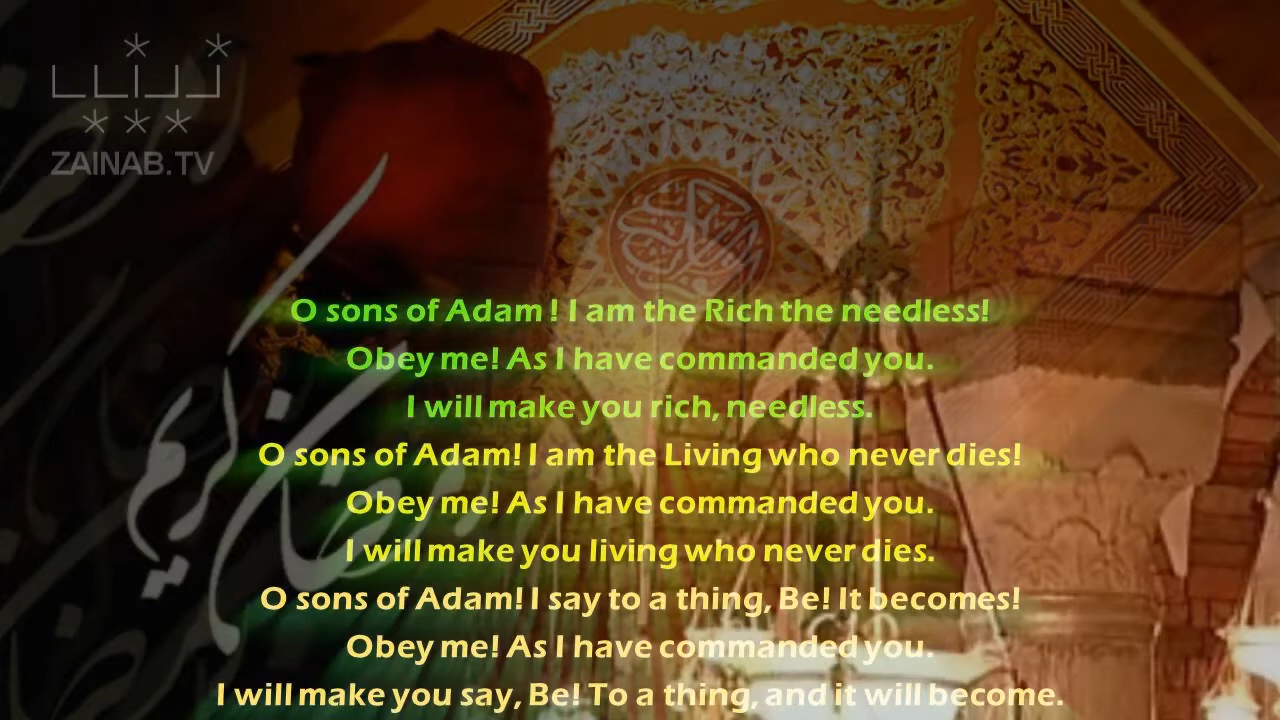 ZAINAB.TV
O sons of Adam ! I am the Rich the needless!
Obey me! As I have commanded you.
I will make you rich, needless.
O sons of Adam! I am the Living who never dies!
Obey me! As I have commanded you.
I will make you living who never dies.
O sons of Adam! I say to a thing, Be! It becomes!
Obey me! As I have commanded you.
I will make you say, Be! To a thing, and it will become.